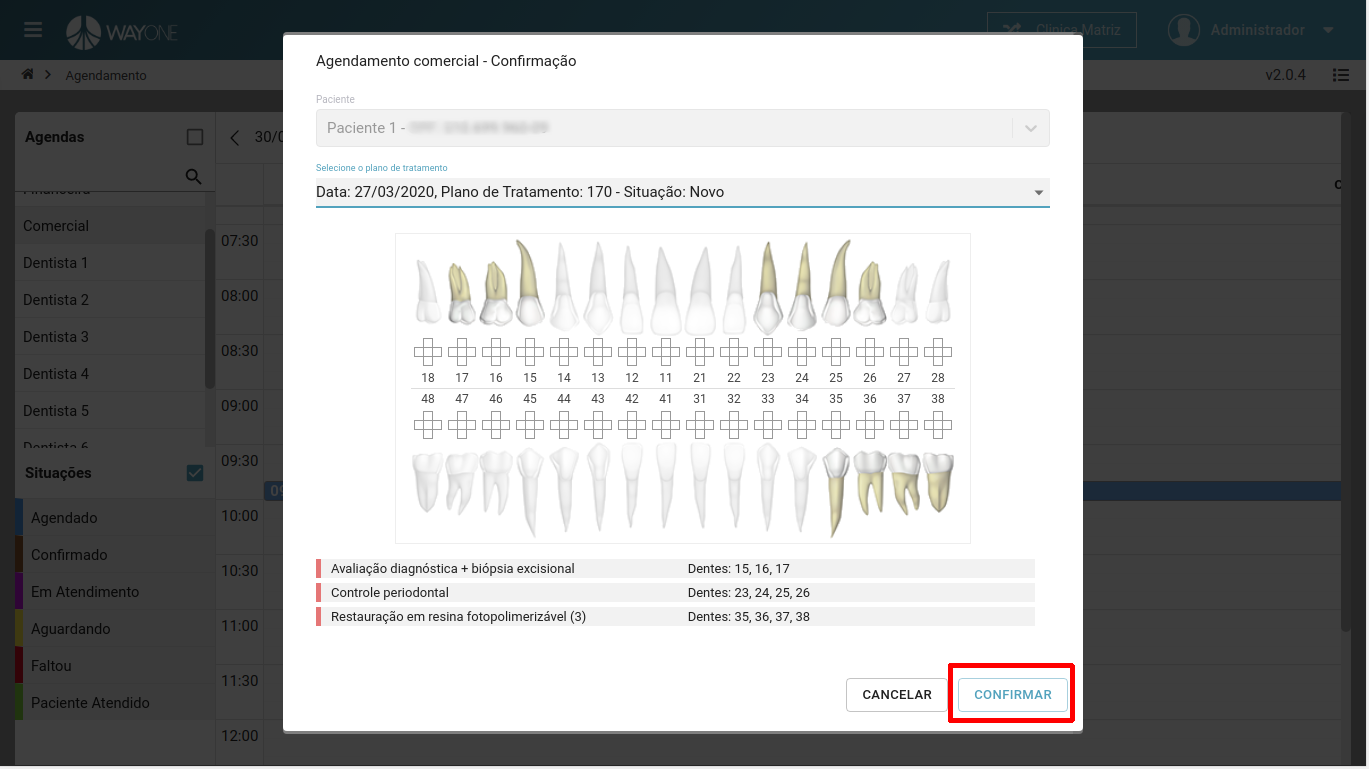 WAYONE
Clínica Matriz
Administrador
Agendamento
v2.0.4
Agendas
30/0
Financeira
Comercial
Dentista 1
Dentista 2
Dentista 3
Dentista 4
Dentista 5
Dentista 6
Situações
Agendado
Confirmado
Em Atendimento
Aguardando
Faltou
Paciente Atendido
07:30
08:00
08:30
09:00
09:30
09
10:00
10:30
11:00
11:30
12:00
Agendamento comercial - Confirmação
Paciente
Paciente 1 -
Selecione o plano de tratamento
Data: 27/03/2020, Plano de Tratamento: 170 - Situação: Novo
18 17 16 15 14 13 12 11 21 22 23 24 25 26 27 28
48 47 46 45 44 43 42 41 31 32 33 34 35 36 37 38
Avaliação diagnóstica + biópsia excisional Dentes: 15, 16, 17
Controle periodontal Dentes: 23, 24, 25, 26
Restauração em resina fotopolimerizável (3) Dentes: 35, 36, 37, 38
CANCELAR CONFIRMAR